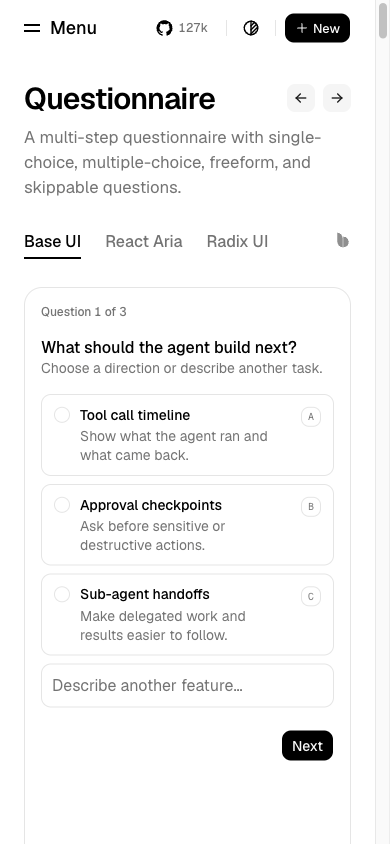 Menu
127k
New
Questionnaire
A multi-step questionnaire with single-
choice, multiple-choice, freeform, and
skippable questions.
Base UI
React Aria
Radix UI
Question 1 of 3
What should the agent build next?
Choose a direction or describe another task.
Tool call timeline
A
Show what the agent ran and
what came back.
Approval checkpoints
B
Ask before sensitive or
destructive actions.
Sub-agent handoffs
C
Make delegated work and
results easier to follow.
Describe another feature...
Next